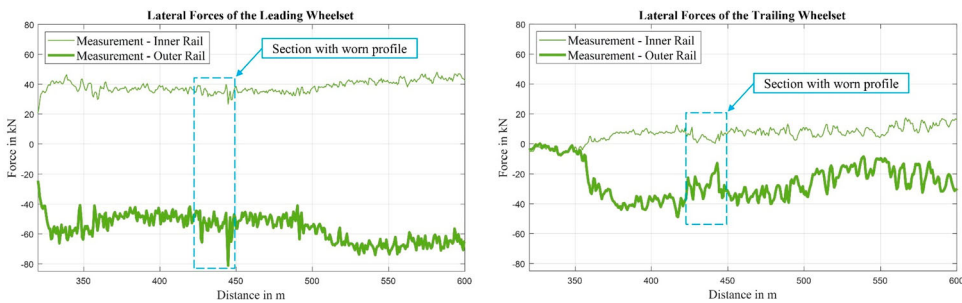 Lateral Forces of the Leading Wheelset
80
60
40
20
0
-20
-40
-60
-80
Force in kN
Measurement - Inner Rail
Measurement - Outer Rail
Section with worn profile
350
400
450
500
550
600
Distance in m
Lateral Forces of the Trailing Wheelset
80
60
40
20
0
-20
-40
-60
-80
Force in kN
Measurement - Inner Rail
Measurement - Outer Rail
Section with worn profile
350
400
450
500
550
600
Distance in m